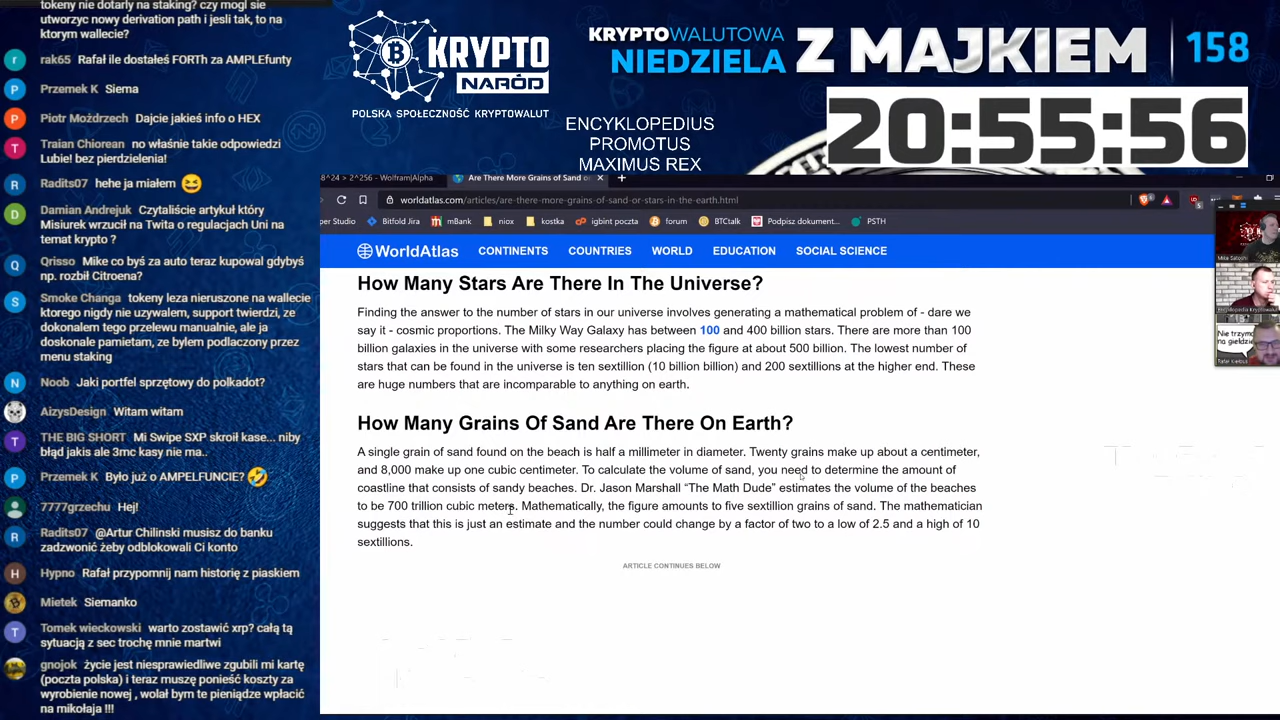 tokeny nie dotarly na staking? czy mogl sie
utworzyc nowy derivation path i jesli tak, to na
ktorym wallecie?
rak65 Rafał ile dostałeś FORTh za AMPLEfunty
Przemek K Siema
Piotr Możdrzech Dajcie jakieś info o HEX
Traian Chiorean no właśnie takie odpowiedzi
Lubie! bez pierdzielenia!
Radits07 hehe ja miałem
Damian Andrejuk Czytaliście artykuł który
Misiurek wrzucił na Twita o regulacjach Uni na
temat krypto ?
Qrisso Mike co byś za auto teraz kupował gdybyś
np. rozbił Citroena?
Smoke Changa tokeny leza nieruszone na wallecie
ktorego nigdy nie uzywalem, support twierdzi, ze
dokonalem tego przelewu manualnie, ale ja
doskonale pamietam, ze bylem podlaczony przez
menu staking
Noob Jaki portfel sprzętowy do polkadot?
AizysDesign Witam witam
THE BIG SHORT Mi Swipe SXP skroił kase... niby
błąd jakis ale 3mc kasy nie ma..
Przemek K Było już o AMPELFUNCIE?
7777grzechu Hej!
Radits07 @Artur Chilinski musisz do banku
zadzwonić żeby odblokowali Ci konto
Hypno Rafał przypomnij nam historię z piaskiem
Mietek Siemanko
Tomek wieckowski warto zostawić xrp? całą tą
sytuacją z sec trochę mnie martwi
gnojok życie jest niesprawiedliwe zgubili mi kartę
(poczta polska) i teraz muszę ponieść koszty za
wyrobienie nowej , wolał bym te pieniądze wpłacić
na mikołaja !!!
KRYPTO
NARÓD
POLSKA SPOŁECZNOŚĆ KRYPTOWALUT
KRYPTOWALUTOWA
NIEDZIELA Z MAJKIEM 158
20:55:56
ENCYKLOPEDIUS
PROMOTUS
MAXIMUS REX
8^24 > 2^256 - Wolfram|Alpha Are There More Grains of Sand o
worldatlas.com/articles/are-there-more-grains-of-sand-or-stars-in-the-earth.html
per Studio Bitfold Jira mBank niox kostka igbint poczta forum BTCtalk Podpisz dokument... PSTH
WorldAtlas CONTINENTS COUNTRIES WORLD EDUCATION SOCIAL SCIENCE
How Many Stars Are There In The Universe?
Finding the answer to the number of stars in our universe involves generating a mathematical problem of - dare we
say it - cosmic proportions. The Milky Way Galaxy has between 100 and 400 billion stars. There are more than 100
billion galaxies in the universe with some researchers placing the figure at about 500 billion. The lowest number of
stars that can be found in the universe is ten sextillion (10 billion billion) and 200 sextillions at the higher end. These
are huge numbers that are incomparable to anything on earth.
How Many Grains Of Sand Are There On Earth?
A single grain of sand found on the beach is half a millimeter in diameter. Twenty grains make up about a centimeter,
and 8,000 make up one cubic centimeter. To calculate the volume of sand, you need to determine the amount of
coastline that consists of sandy beaches. Dr. Jason Marshall “The Math Dude” estimates the volume of the beaches
to be 700 trillion cubic meters. Mathematically, the figure amounts to five sextillion grains of sand. The mathematician
suggests that this is just an estimate and the number could change by a factor of two to a low of 2.5 and a high of 10
sextillions.
ARTICLE CONTINUES BELOW
Nie trzymaj
na giełdzie